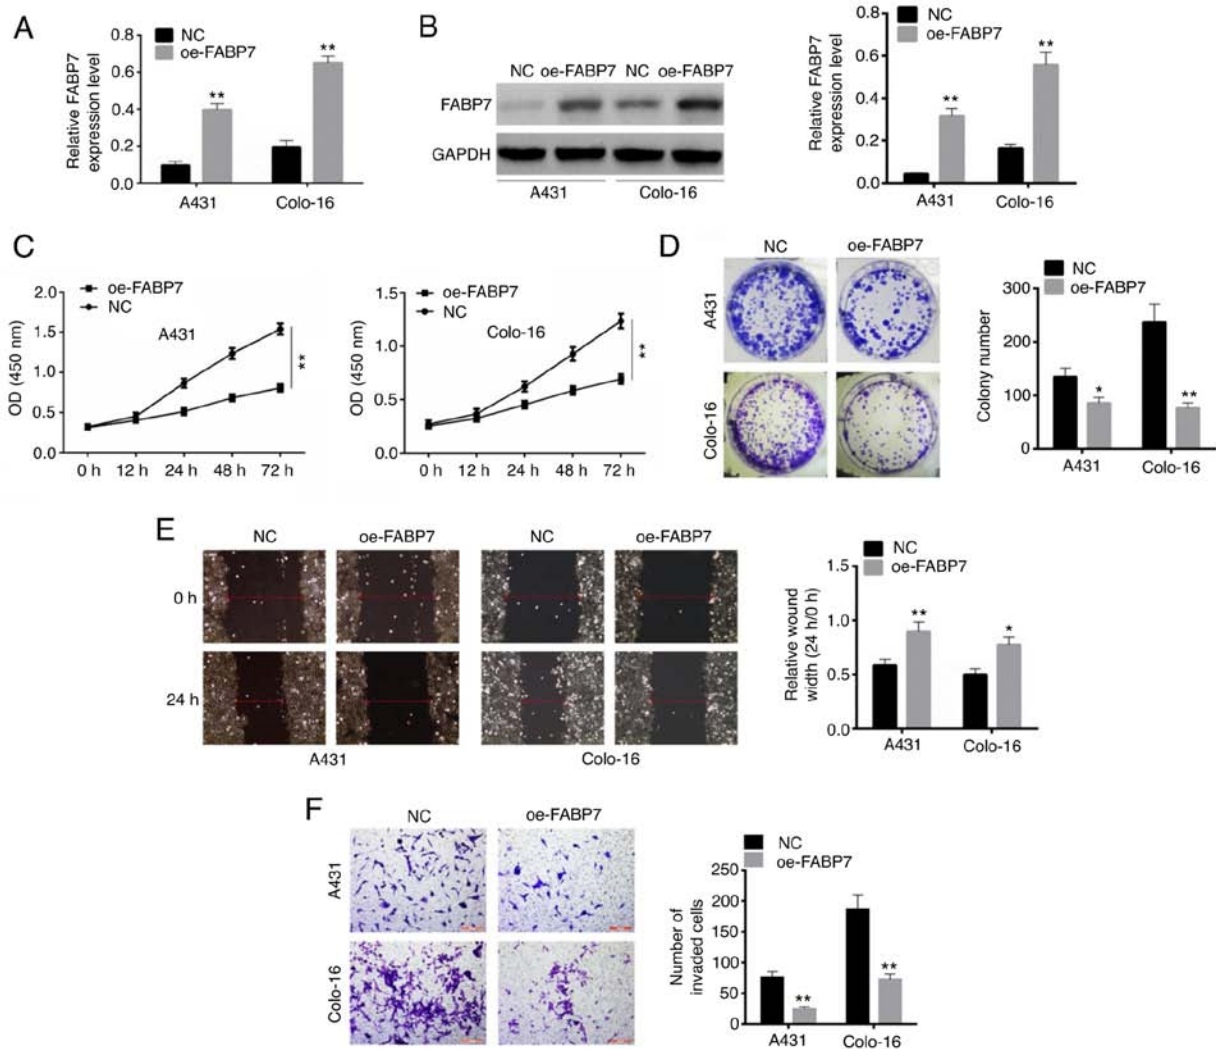 A
NC
oe-FABP7
Relative FABP7
expression level
0.8
0.6
0.4
0.2
0.0
**
**
A431
Colo-16
B
NC oe-FABP7 NC oe-FABP7
FABP7
GAPDH
A431
Colo-16
NC
oe-FABP7
Relative FABP7
expression level
0.8
0.6
0.4
0.2
0.0
**
**
A431
Colo-16
C
oe-FABP7
NC
A431
OD (450 nm)
2.0
1.5
1.0
0.5
0.0
**
0 h 12 h 24 h 48 h 72 h
oe-FABP7
NC
Colo-16
OD (450 nm)
1.5
1.0
0.5
0.0
**
0 h 12 h 24 h 48 h 72 h
D
NC oe-FABP7
A431
Colo-16
NC
oe-FABP7
Colony number
300
200
100
0
*
**
A431
Colo-16
E
NC oe-FABP7 NC oe-FABP7
0 h
24 h
A431
Colo-16
NC
oe-FABP7
Relative wound
width (24 h/0 h)
1.5
1.0
0.5
0.0
**
*
A431
Colo-16
F
NC oe-FABP7
A431
Colo-16
NC
oe-FABP7
Number of
invaded cells
250
200
150
100
50
0
**
**
A431
Colo-16